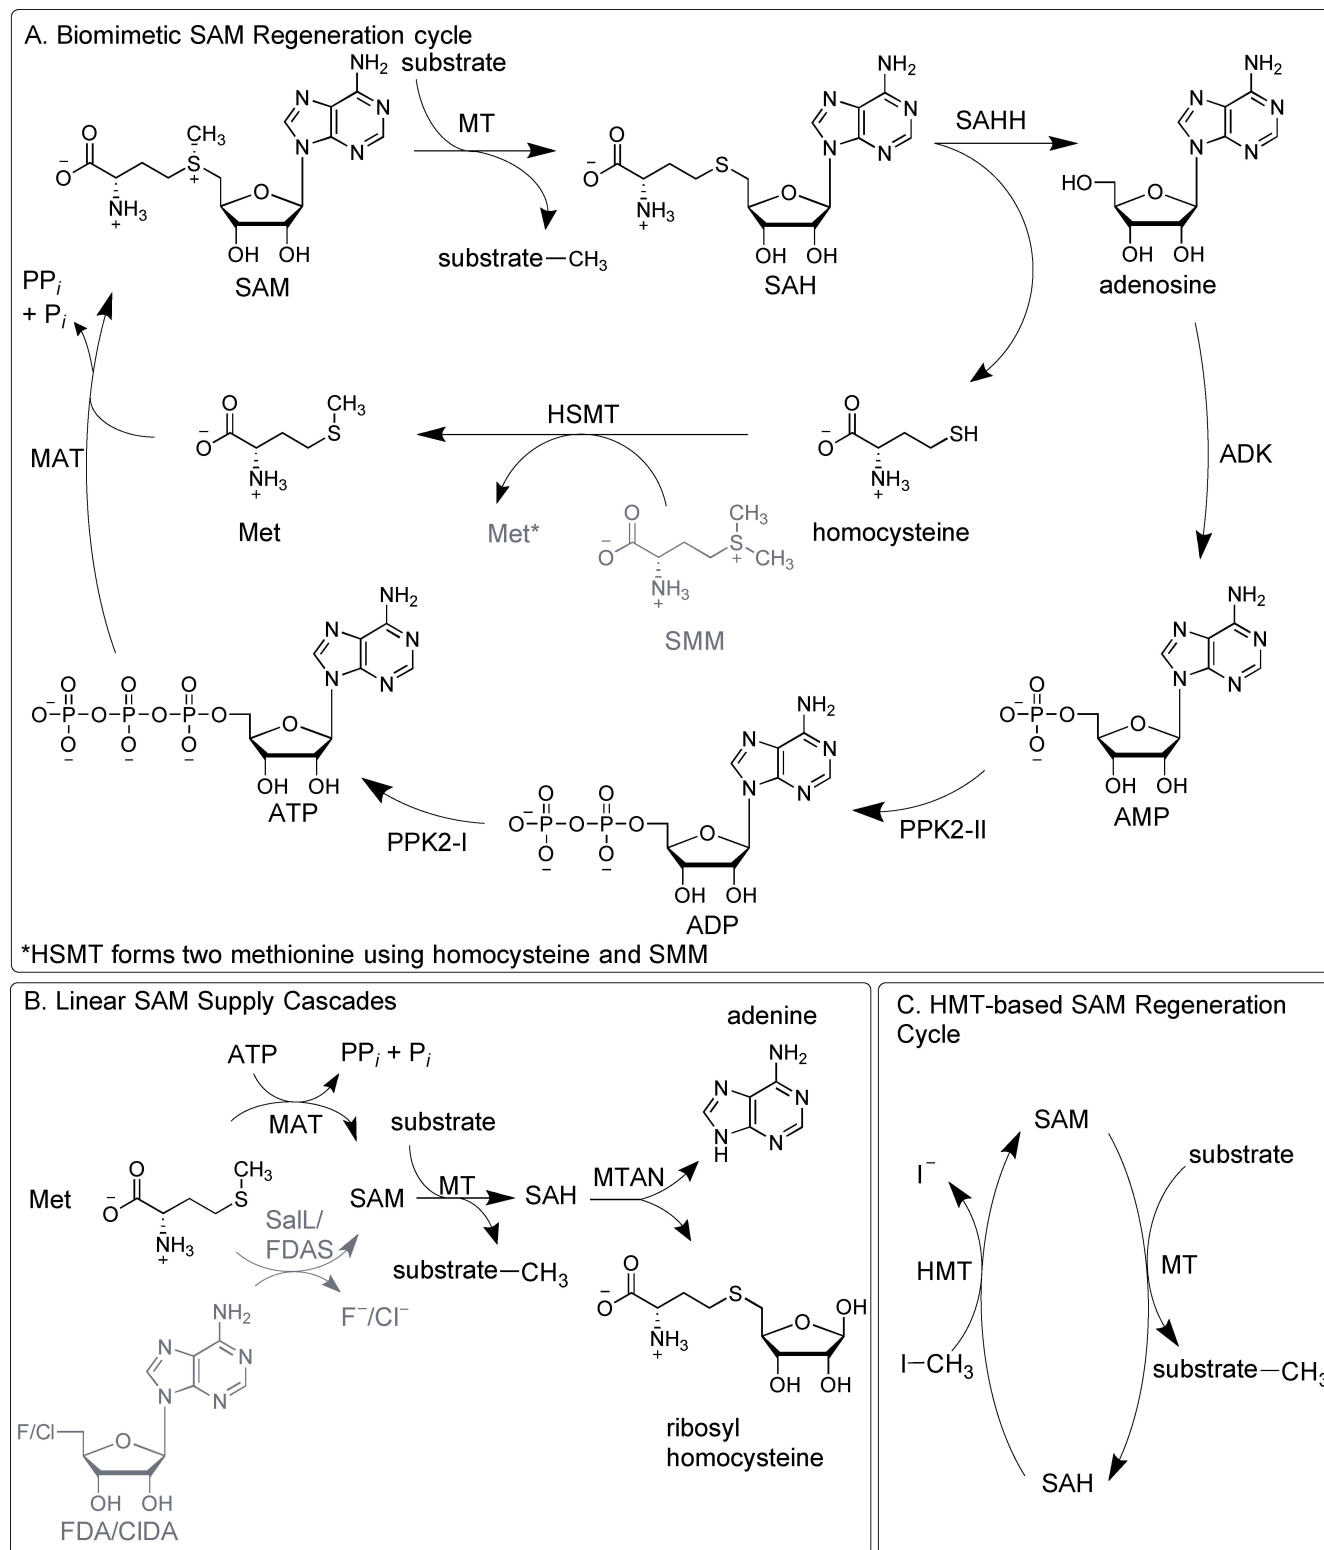 A. Biomimetic SAM Regeneration cycle
substrate
MT
substrate–CH3
SAHH
NH2
N
N
N
N
O
−
O
CH3
S
+
NH3
+
O
OH
OH
SAM
NH2
N
N
N
N
O
−
O
S
NH3
+
O
OH
OH
SAH
NH2
N
N
N
N
HO
O
OH
OH
adenosine
PPi
+ Pi
MAT
O
−
O
CH3
S
NH3
+
Met
HSMT
Met*
O
−
O
CH3
S
+
CH3
NH3
+
SMM
O
−
O
SH
NH3
+
homocysteine
ADK
NH2
N
N
N
N
O
O
O
−
O
P
O
P
O
P
O
O
O
O
O
−
−
−
OH
OH
ATP
PPK2-I
NH2
N
N
N
N
O
O
−
O
P
O
P
O
O
O
O
−
−
OH
OH
ADP
PPK2-II
NH2
N
N
N
N
O
−
O
P
O
O
O
−
OH
OH
AMP
*HSMT forms two methionine using homocysteine and SMM
B. Linear SAM Supply Cascades
ATP
PPi + Pi
MAT
Met
O
−
O
CH3
S
NH3
+
SalL/
FDAS
F−/Cl−
NH2
N
N
N
N
F/Cl
O
OH
OH
FDA/ClDA
SAM
substrate
MT
substrate–CH3
SAH
MTAN
adenine
NH2
N
N
N
N
H
O
−
O
S
NH3
+
O
OH
OH
OH
ribosyl
homocysteine
C. HMT-based SAM Regeneration
Cycle
SAM
I−
substrate
HMT
MT
I–CH3
substrate–CH3
SAH